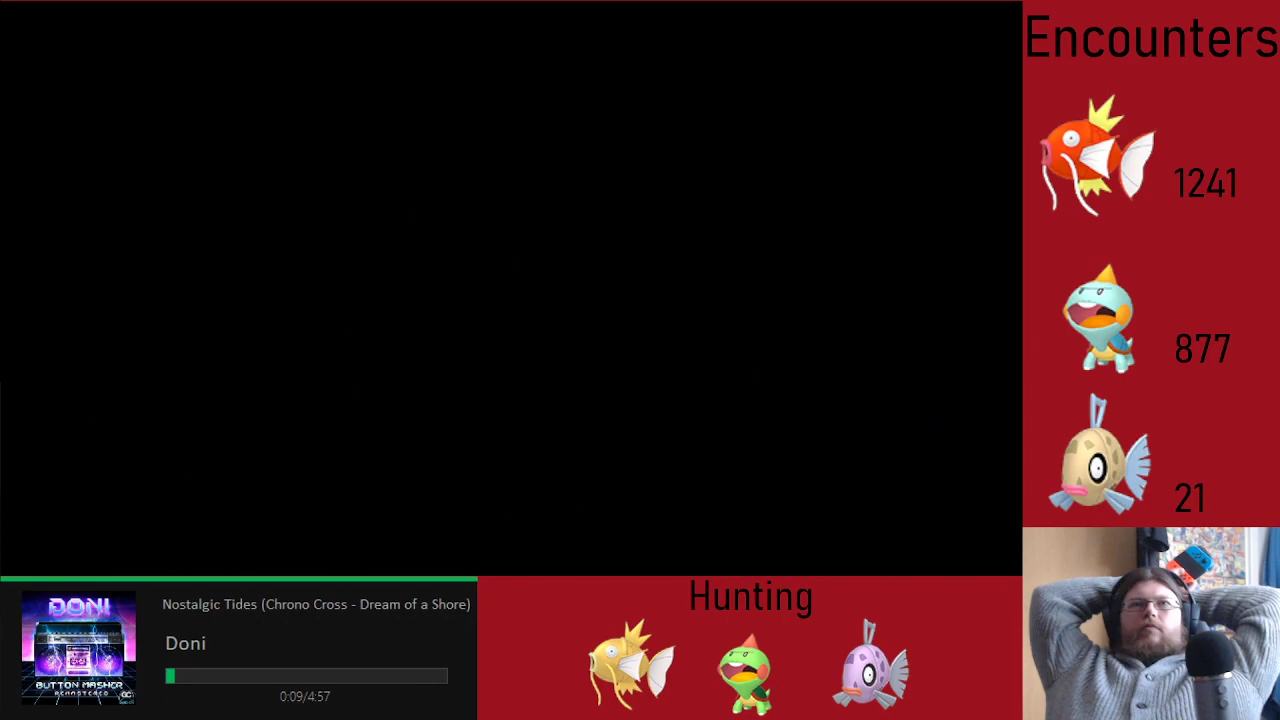 Encounters
1241
877
21
Hunting
Nostalgic Tides (Chrono Cross - Dream of a Shore)
Doni
0:09/4:57
DONI
BUTTON MASHER
REMASTERED